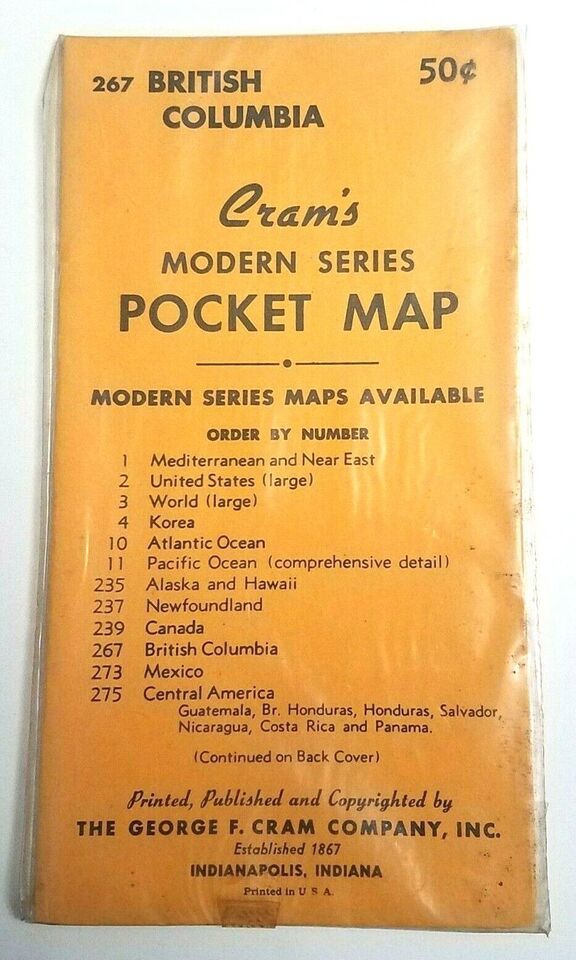 267 BRITISH 50¢
COLUMBIA
Cram's
MODERN SERIES
POCKET MAP
MODERN SERIES MAPS AVAILABLE
ORDER BY NUMBER
1 Mediterranean and Near East
2 United States (large)
3 World (large)
4 Korea
10 Atlantic Ocean
11 Pacific Ocean (comprehensive detail)
235 Alaska and Hawaii
237 Newfoundland
239 Canada
267 British Columbia
273 Mexico
275 Central America
Guatemala, Br. Honduras, Honduras, Salvador,
Nicaragua, Costa Rica and Panama.
(Continued on Back Cover)
Printed, Published and Copyrighted by
THE GEORGE F. CRAM COMPANY, INC.
Established 1867
INDIANAPOLIS, INDIANA
Printed in U S A.